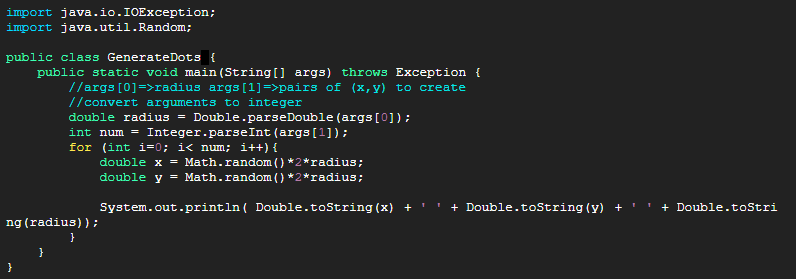 import java.io.IOException;
import java.util.Random;
public class GenerateDots {
public static void main(String[] args) throws Exception {
//args[0]=>radius args[1]=>pairs of (x,y) to create
//convert arguments to integer
double radius = Double.parseDouble(args[0]);
int num = Integer.parseInt(args[1]);
for (int i=0; i< num; i++){
double x = Math.random()*2*radius;
double y = Math.random()*2*radius;
System.out.println( Double.toString(x) + ' ' + Double.toString(y) + ' ' + Double.toStri
ng(radius));
}
}
}